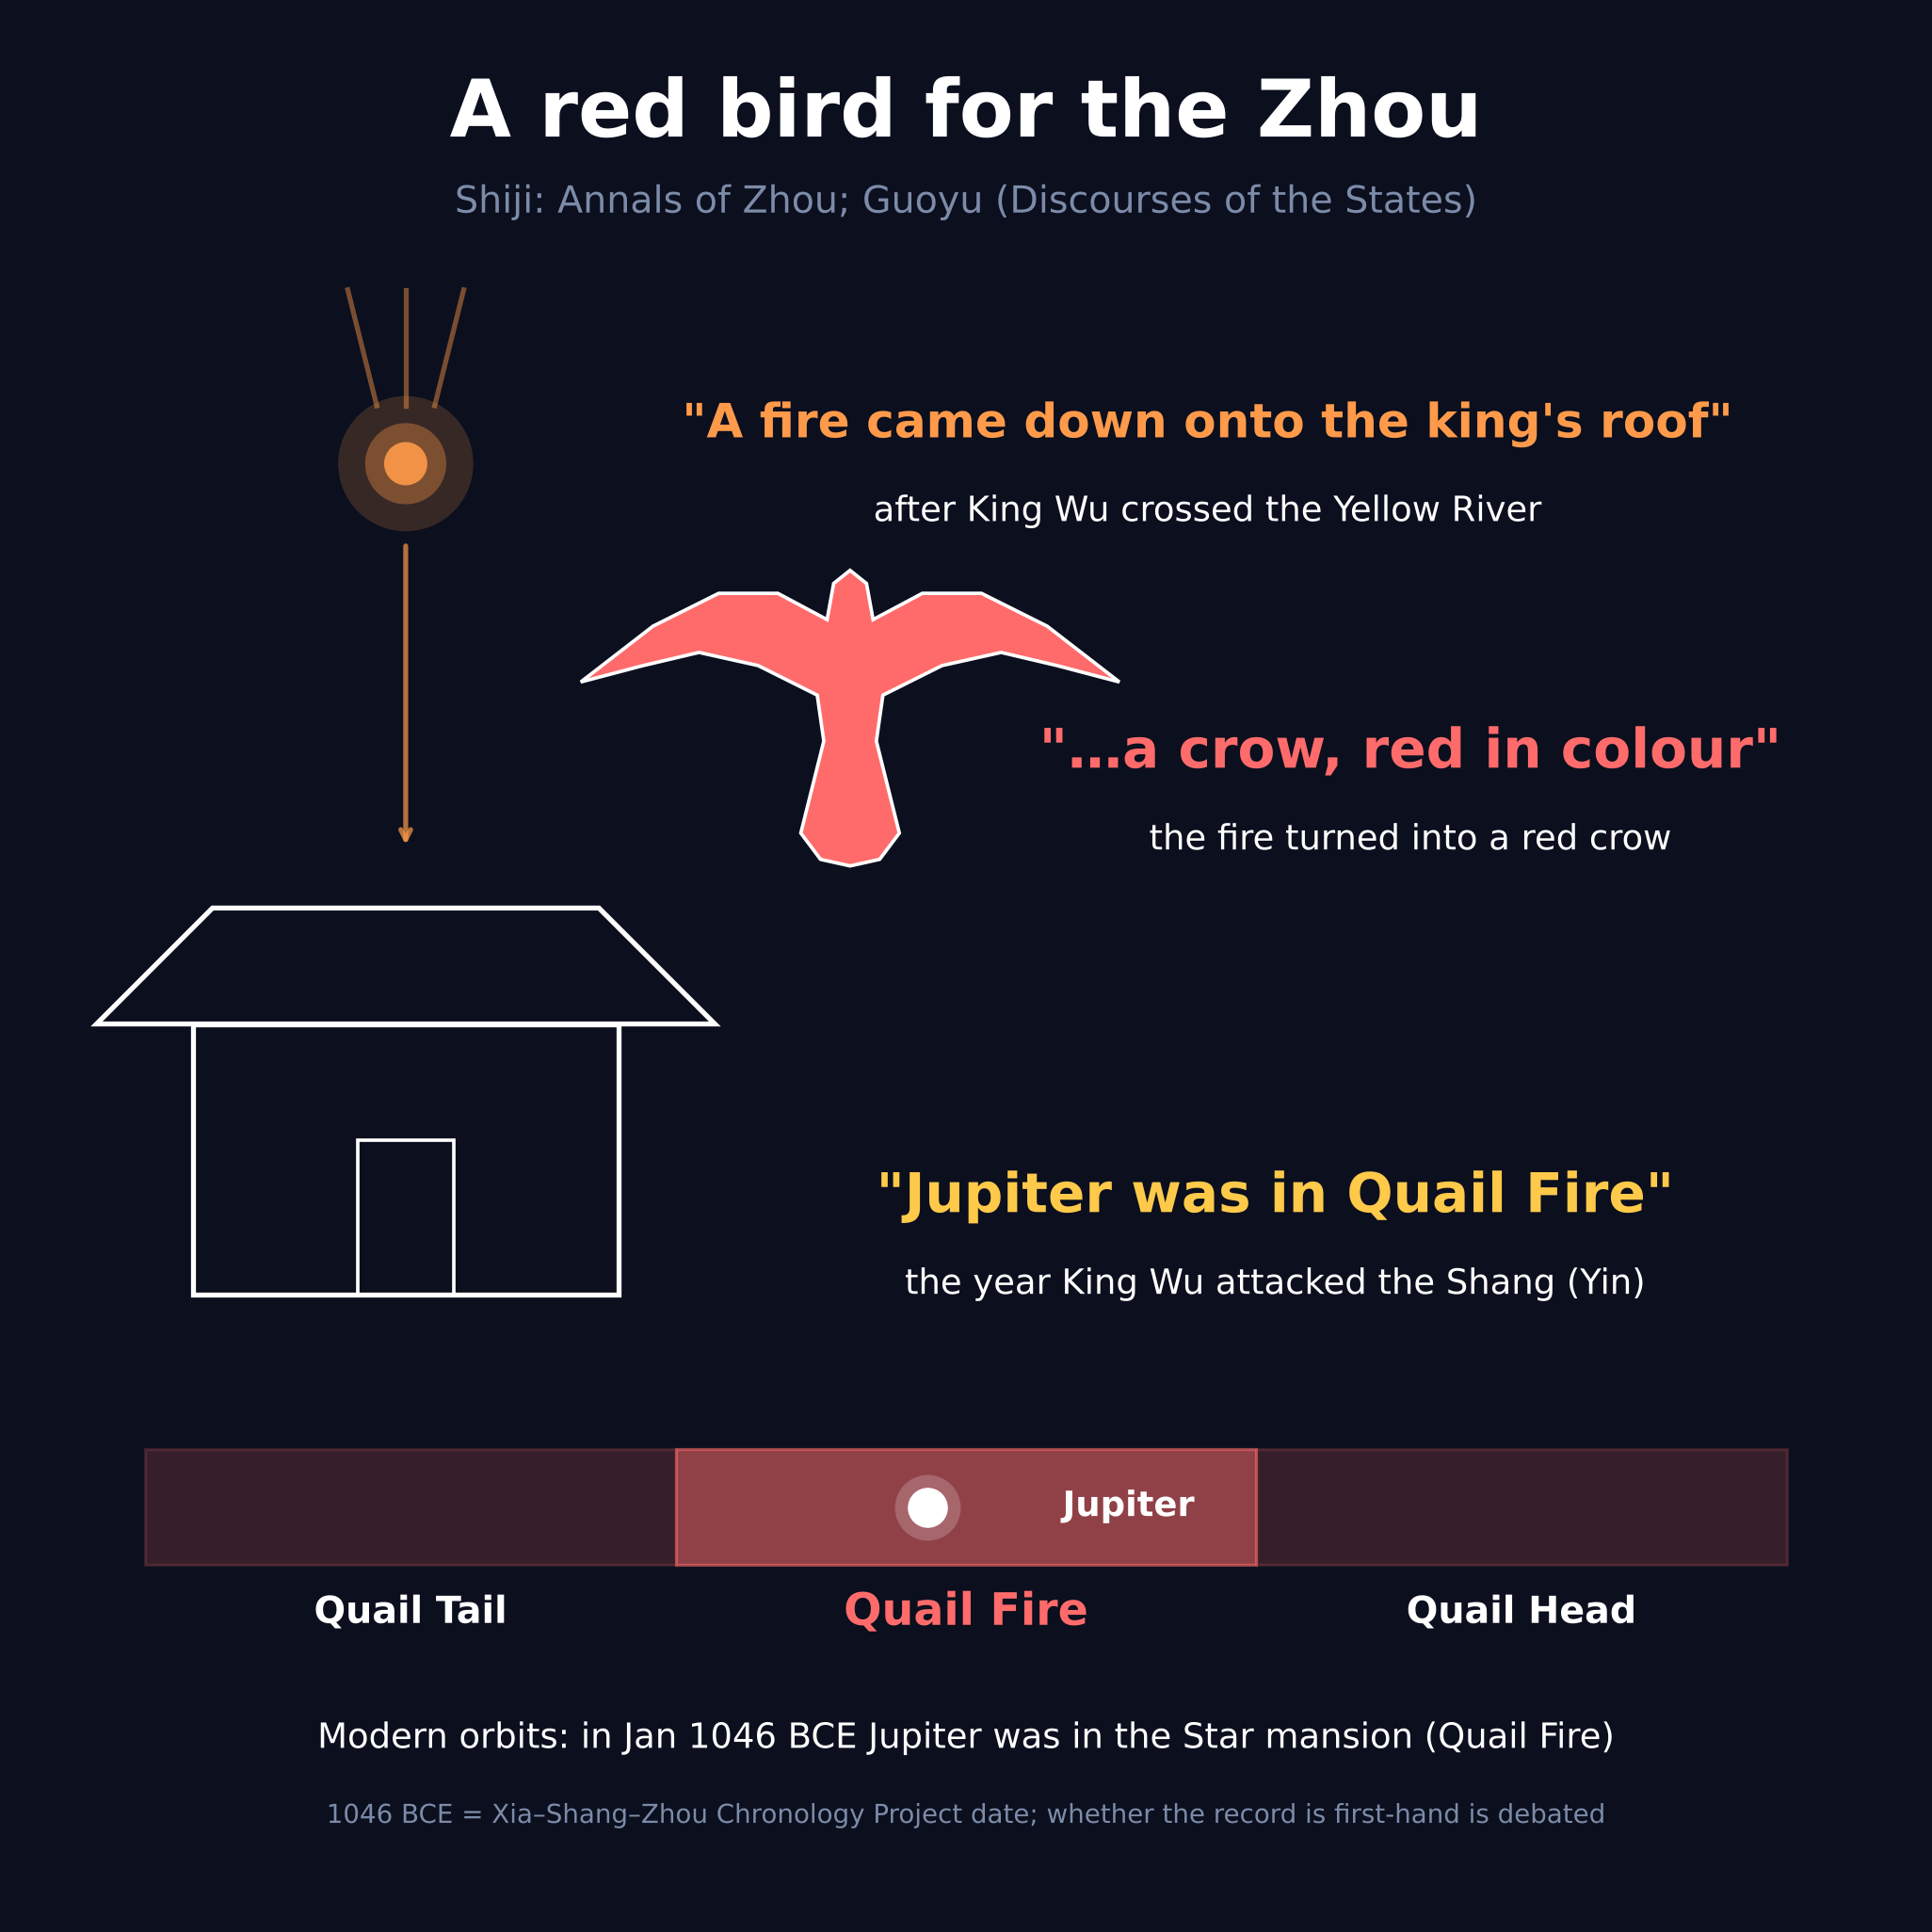 A red bird for the Zhou
Shiji: Annals of Zhou; Guoyu (Discourses of the States)
"A fire came down onto the king's roof"
after King Wu crossed the Yellow River
"…a crow, red in colour"
the fire turned into a red crow
"Jupiter was in Quail Fire"
the year King Wu attacked the Shang (Yin)
Jupiter
Quail Tail
Quail Fire
Quail Head
Modern orbits: in Jan 1046 BCE Jupiter was in the Star mansion (Quail Fire)
1046 BCE = Xia–Shang–Zhou Chronology Project date; whether the record is first-hand is debated